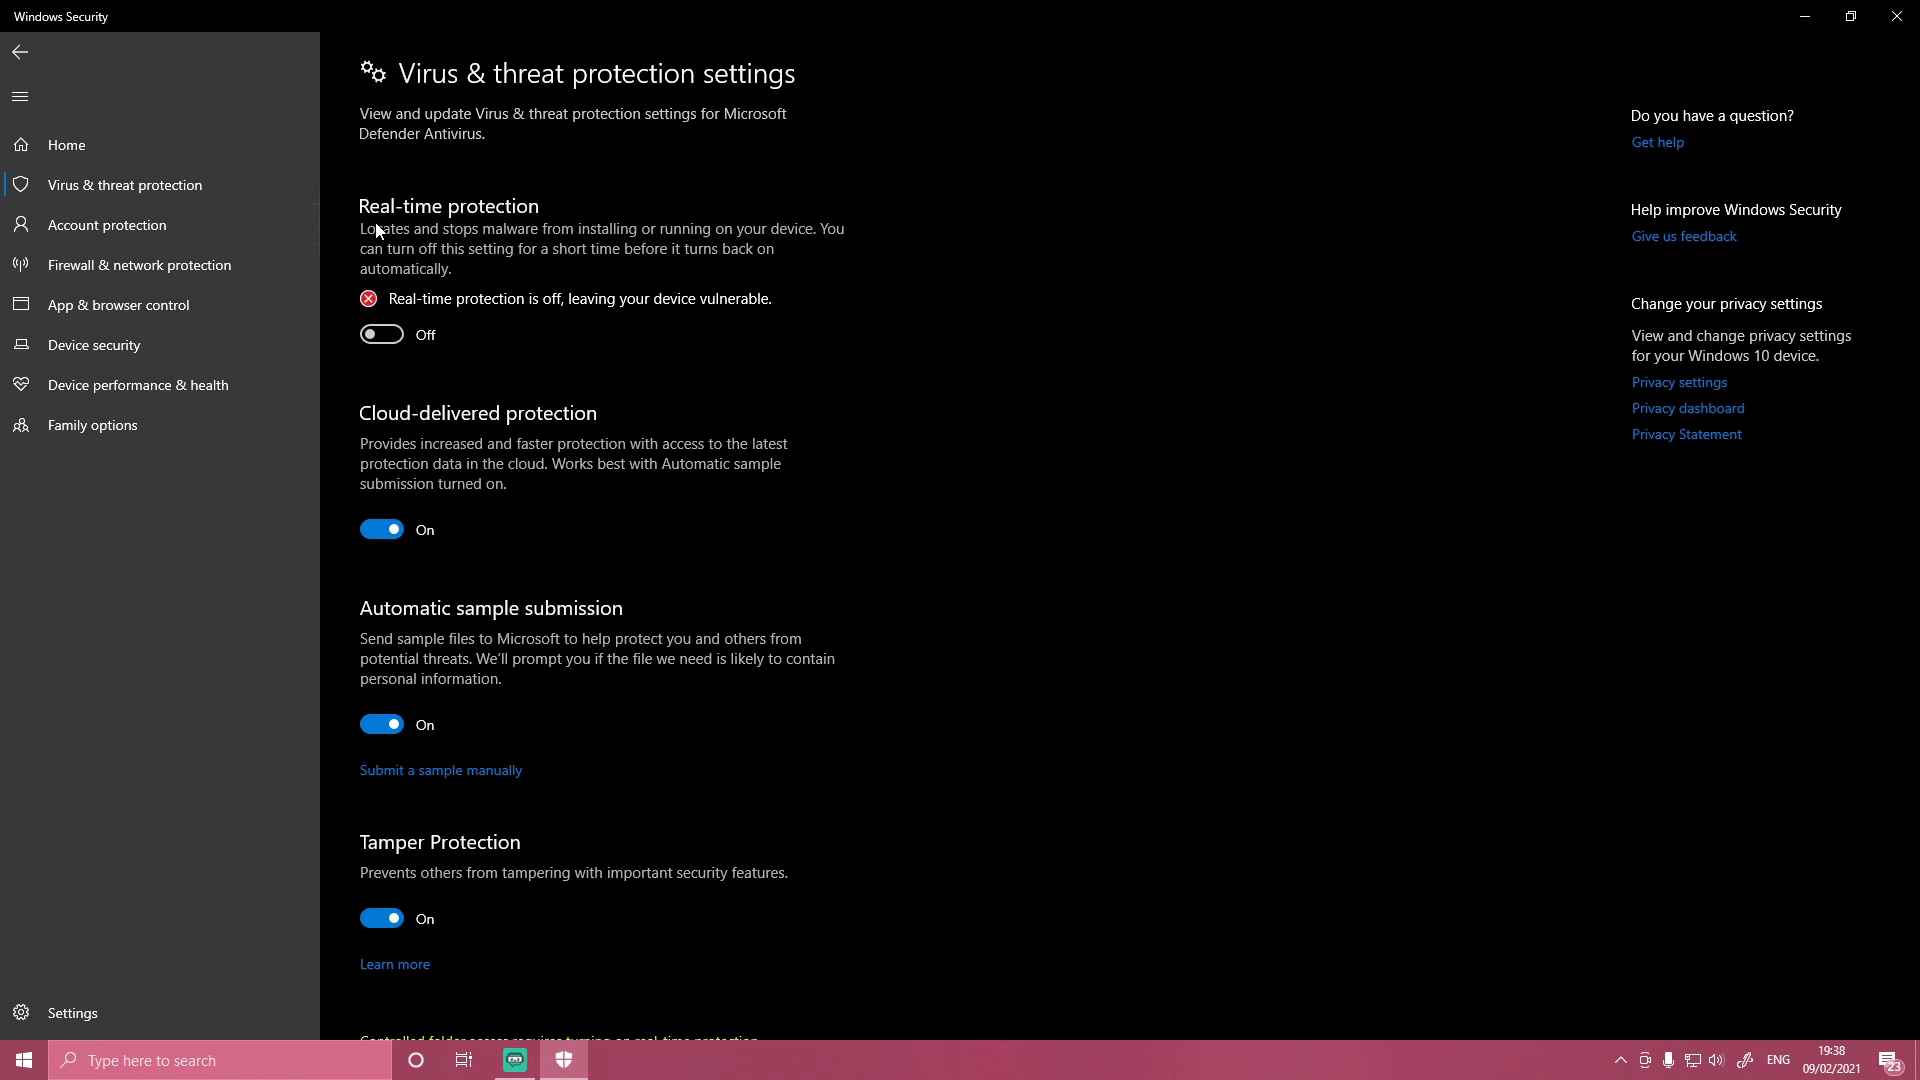 Windows Security
Home
Virus & threat protection
Account protection
Firewall & network protection
App & browser control
Device security
Device performance & health
Family options
Settings
Virus & threat protection settings
View and update Virus & threat protection settings for Microsoft
Defender Antivirus.
Real-time protection
Locates and stops malware from installing or running on your device. You
can turn off this setting for a short time before it turns back on
automatically.
Real-time protection is off, leaving your device vulnerable.
Off
Cloud-delivered protection
Provides increased and faster protection with access to the latest
protection data in the cloud. Works best with Automatic sample
submission turned on.
On
Automatic sample submission
Send sample files to Microsoft to help protect you and others from
potential threats. We'll prompt you if the file we need is likely to contain
personal information.
On
Submit a sample manually
Tamper Protection
Prevents others from tampering with important security features.
On
Learn more
Controlled folder access requires turning on real-time protection.
Do you have a question?
Get help
Help improve Windows Security
Give us feedback
Change your privacy settings
View and change privacy settings
for your Windows 10 device.
Privacy settings
Privacy dashboard
Privacy Statement
Type here to search
ENG
19:38
09/02/2021
23